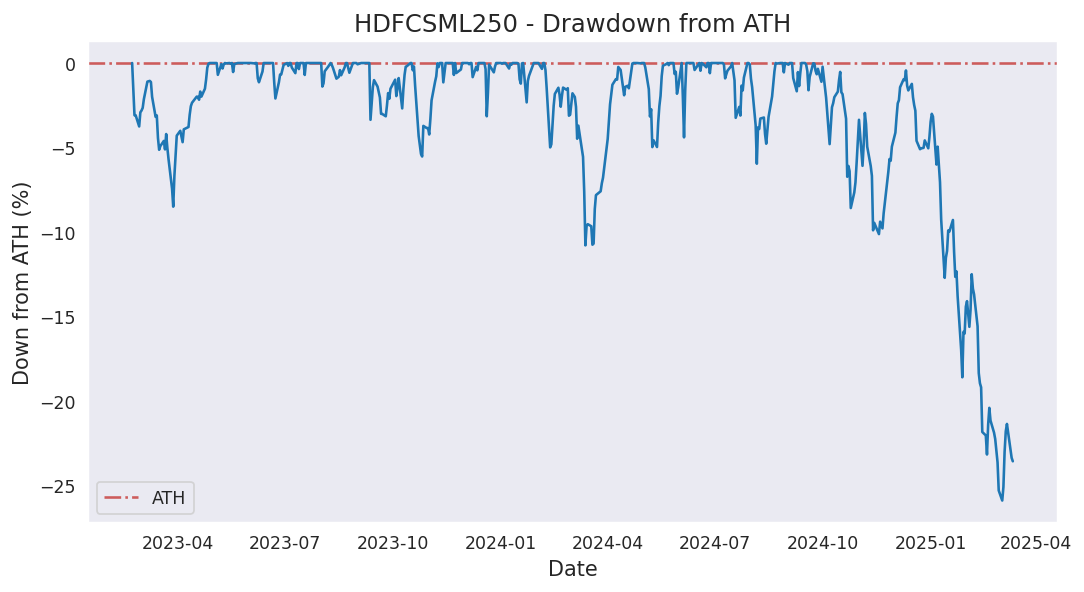 HDFCSML250 - Drawdown from ATH
Down from ATH (%)
0
−5
−10
−15
−20
−25
ATH
2023-04 2023-07 2023-10 2024-01 2024-04 2024-07 2024-10 2025-01 2025-04
Date